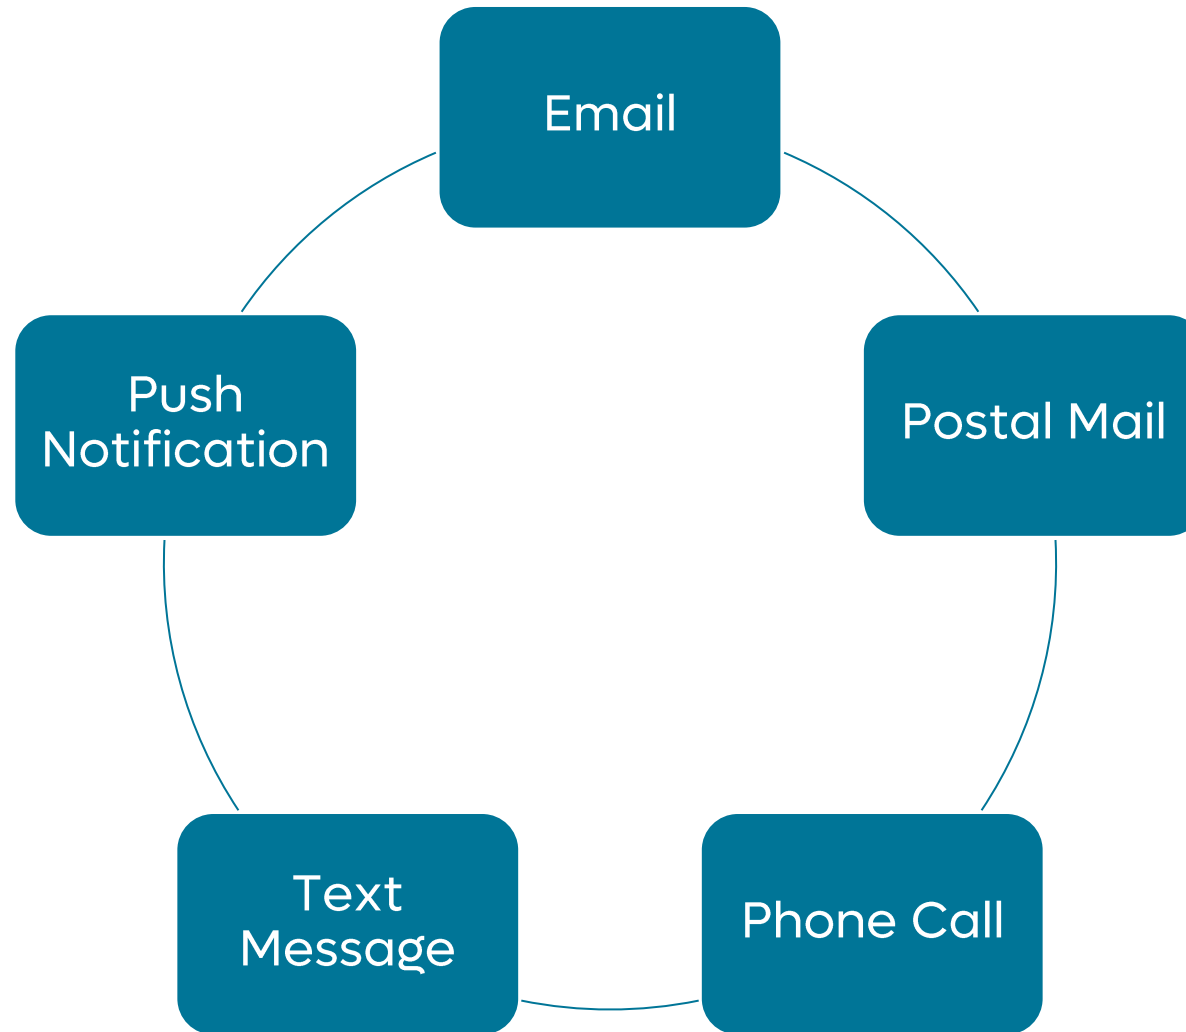 Email
Postal Mail
Phone Call
Text
Message
Push
Notification